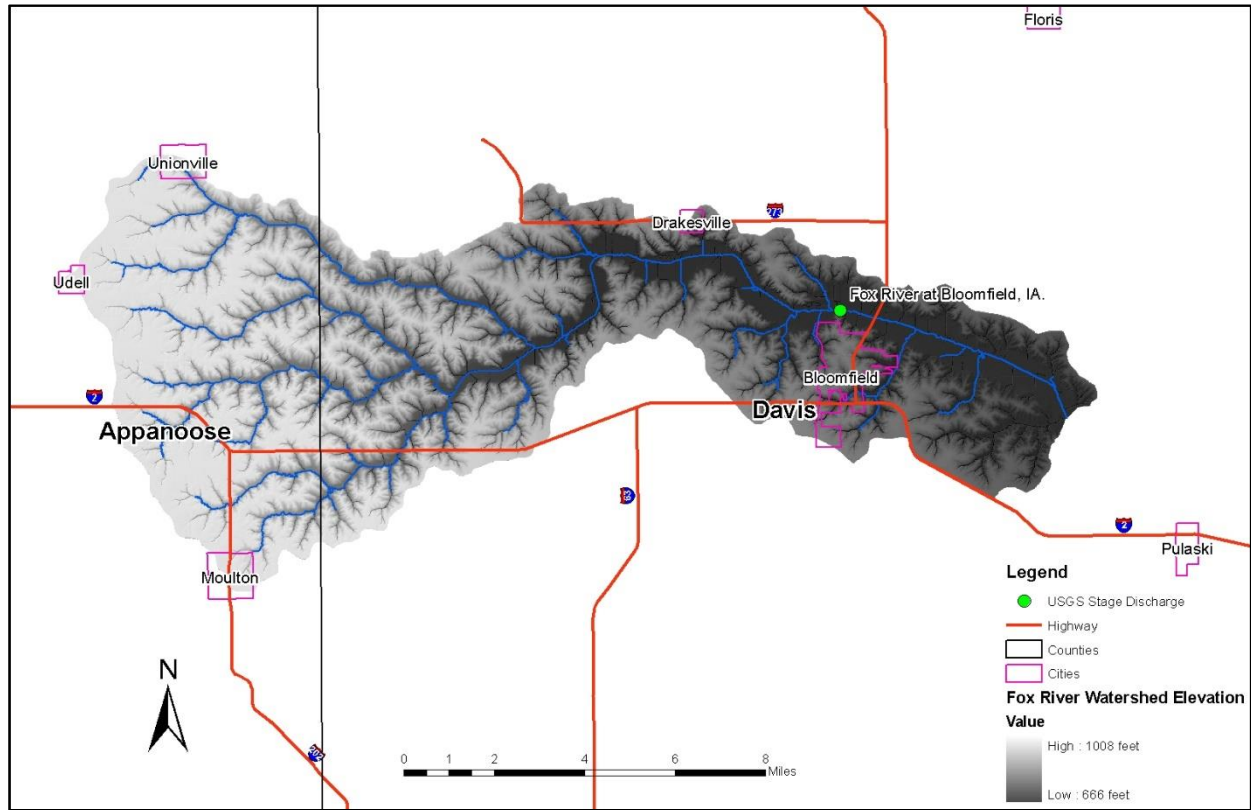 Floris
Unionville
273
Drakesville
Udell
Fox River at Bloomfield, IA.
Bloomfield
2
Davis
Appanoose
63
2
Pulaski
Moulton
Legend
USGS Stage Discharge
Highway
Counties
Cities
Fox River Watershed Elevation
Value
High : 1008 feet
Low : 666 feet
N
202
0 1 2 4 6 8
Miles